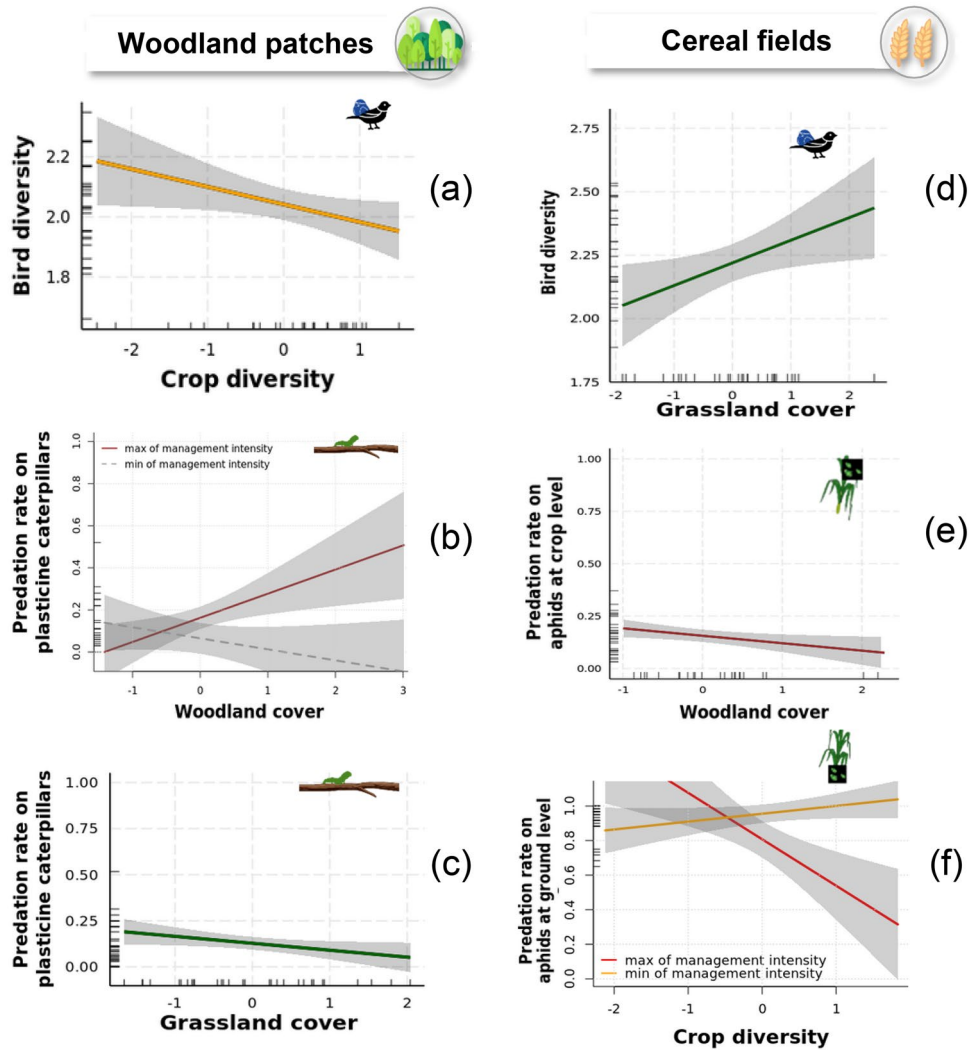 Woodland patches
Cereal fields
Bird diversity
2.2
2.0
1.8
-2
-1
0
1
Crop diversity
(a)
Bird diversity
2.75
2.50
2.25
2.00
1.75
-2
-1
0
1
2
Grassland cover
(d)
Predation rate on
plasticine caterpillars
1.0
0.8
0.6
0.4
0.2
0.0
max of management intensity
min of management intensity
-1
0
1
2
3
Woodland cover
(b)
Predation rate on
aphids at crop level
1.00
0.75
0.50
0.25
0.00
-1
0
1
2
Woodland cover
(e)
Predation rate on
plasticine caterpillars
1.00
0.75
0.50
0.25
0.00
-1
0
1
2
Grassland cover
(c)
Predation rate on
aphids at ground level
1.0
0.8
0.6
0.4
0.2
0.0
max of management intensity
min of management intensity
-2
-1
0
1
Crop diversity
(f)